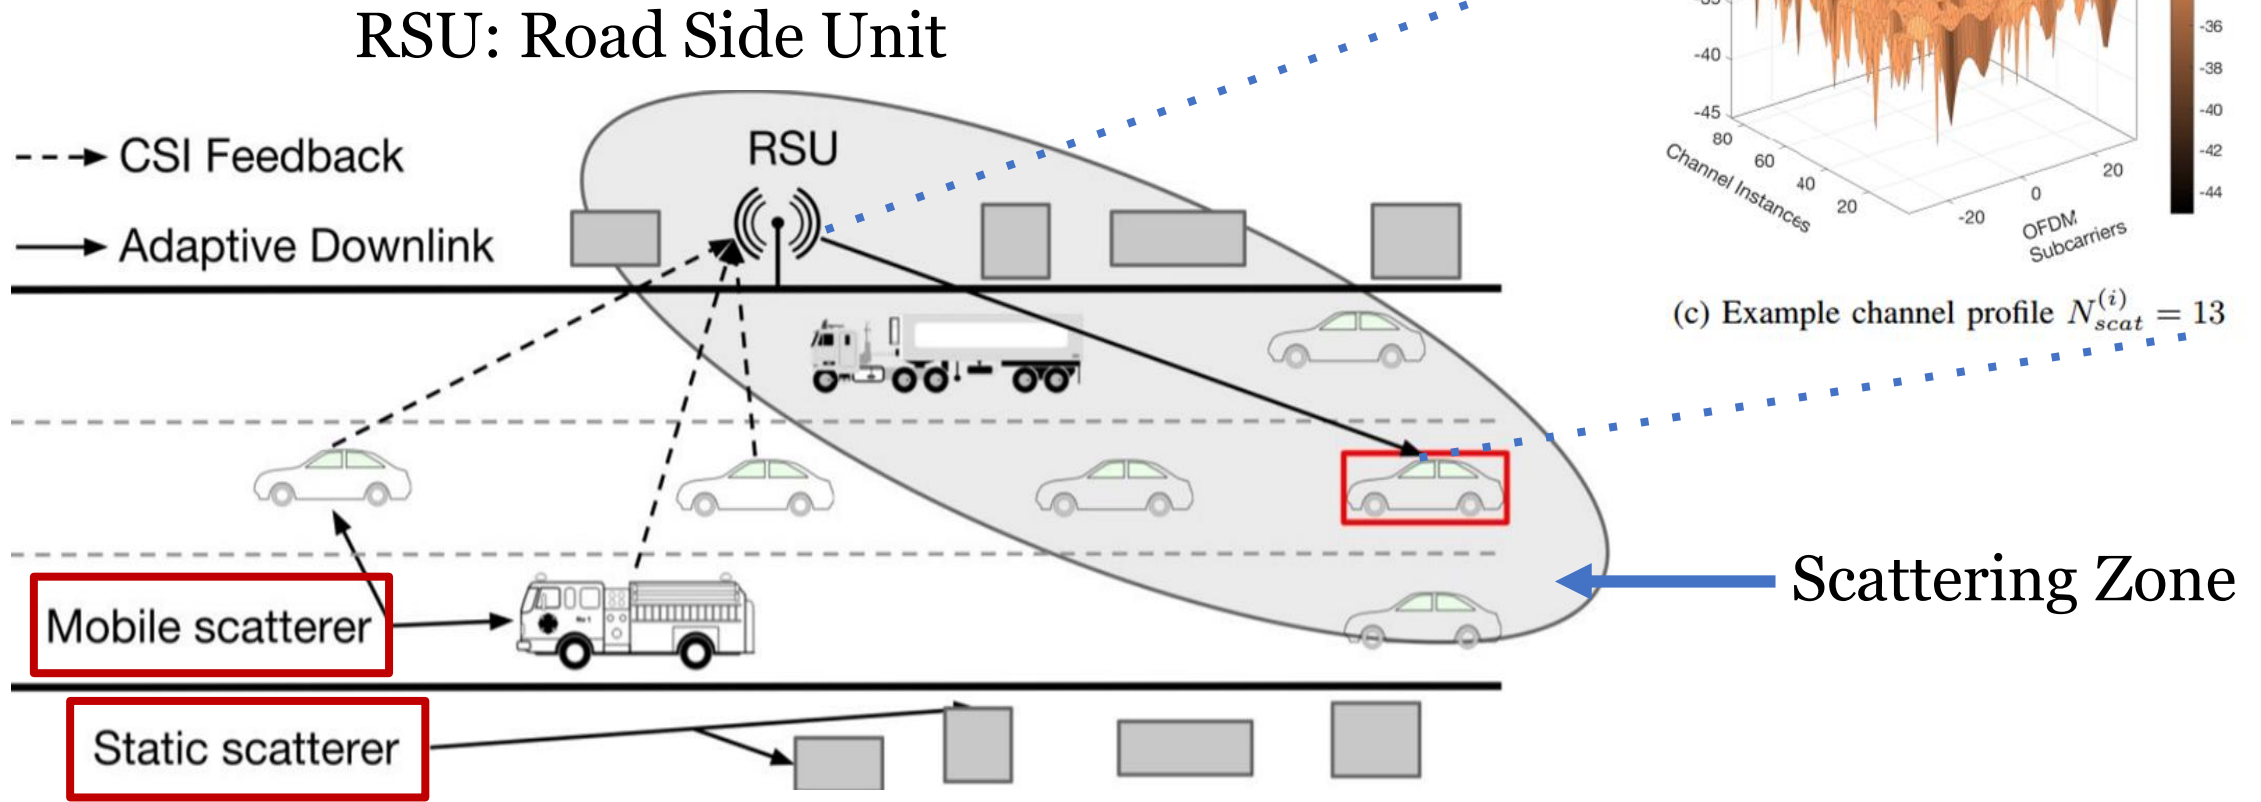 RSU: Road Side Unit
CSI Feedback
Adaptive Downlink
RSU
Mobile scatterer
Static scatterer
Scattering Zone
-40
-45
80
60
40
20
Channel Instances
-20
0
20
OFDM
Subcarriers
-36
-38
-40
-42
-44
(c) Example channel profile $N_{scat}^{(i)} = 13$